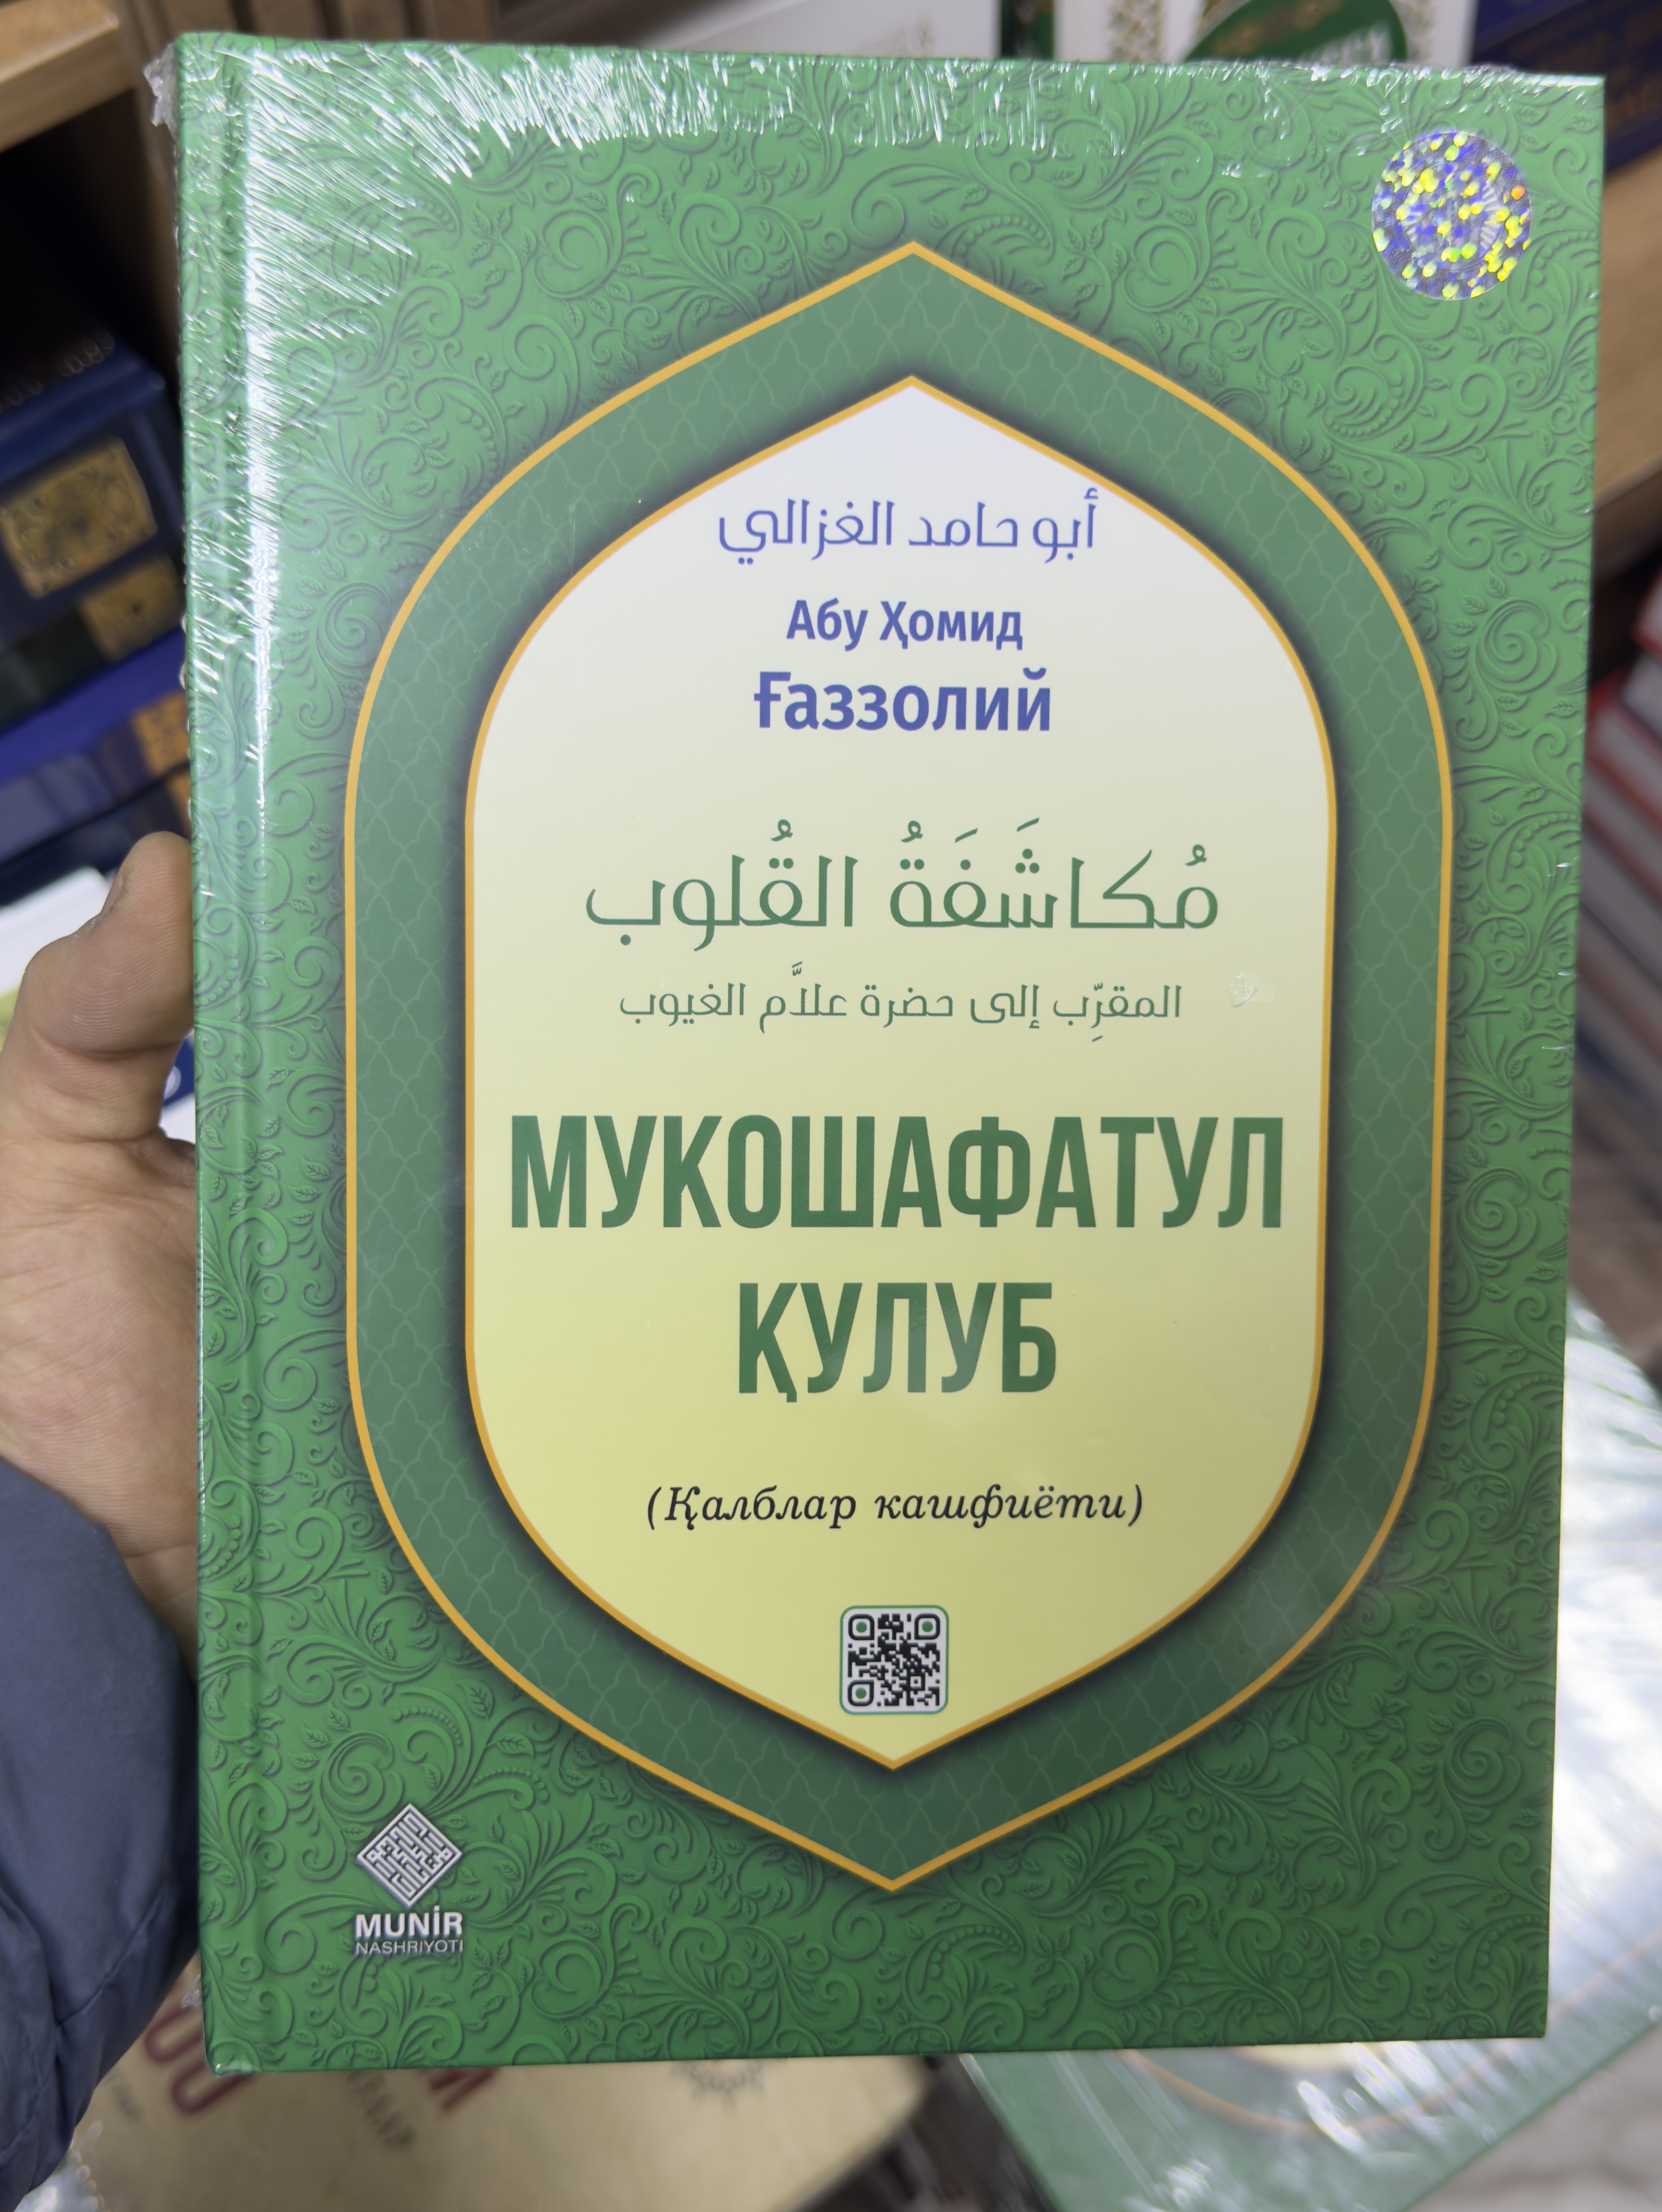 أبو حامد الغزالي
Абу Ҳомид
Ғаззолий
مُكاشَفَةُ القُلوب
المقرِّب إلى حضرة علاَّم الغيوب
МУКОШАФАТУЛ
ҚУЛУБ
(Қалблар кашфиёти)
MUNİR
NASHRIYOTI